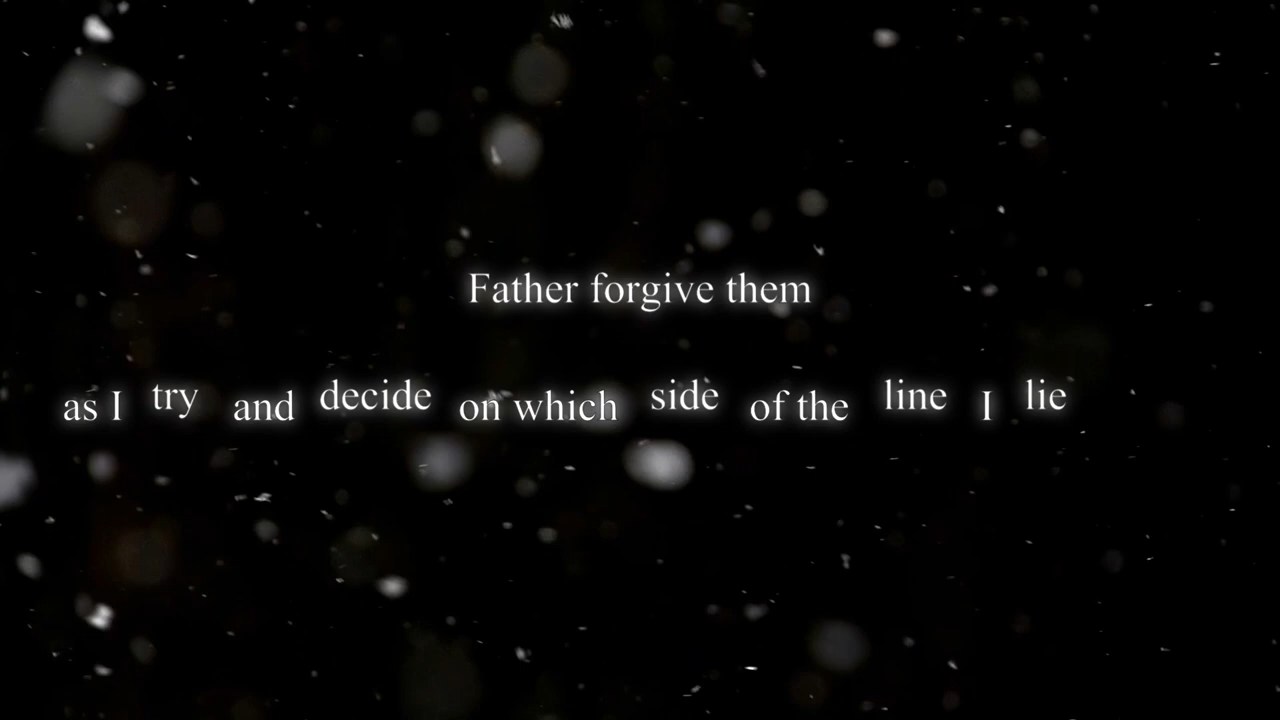 Father forgive them
as I try and decide on which side of the line I lie